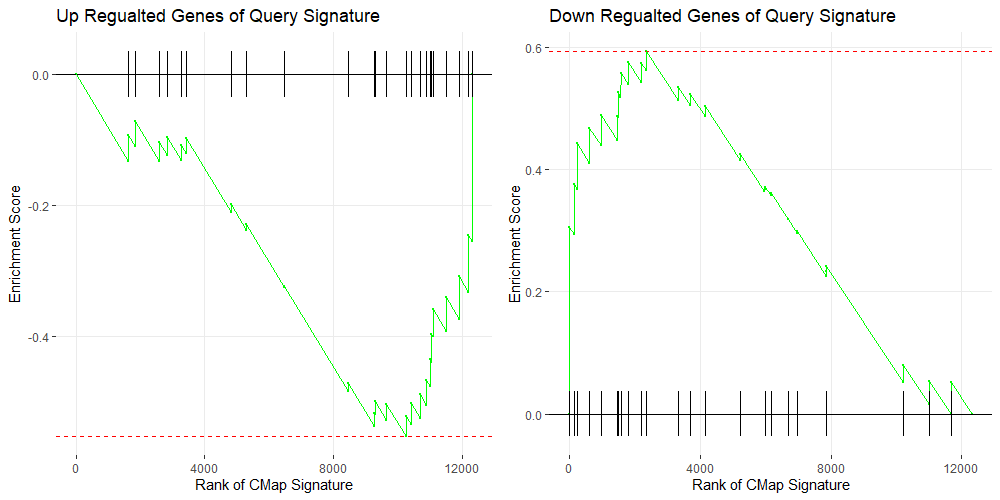 Up Regualted Genes of Query Signature
0.0
-0.2
-0.4
Enrichment Score
0
4000
8000
12000
Rank of CMap Signature
Down Regualted Genes of Query Signature
0.6
0.4
0.2
0.0
Enrichment Score
0
4000
8000
12000
Rank of CMap Signature